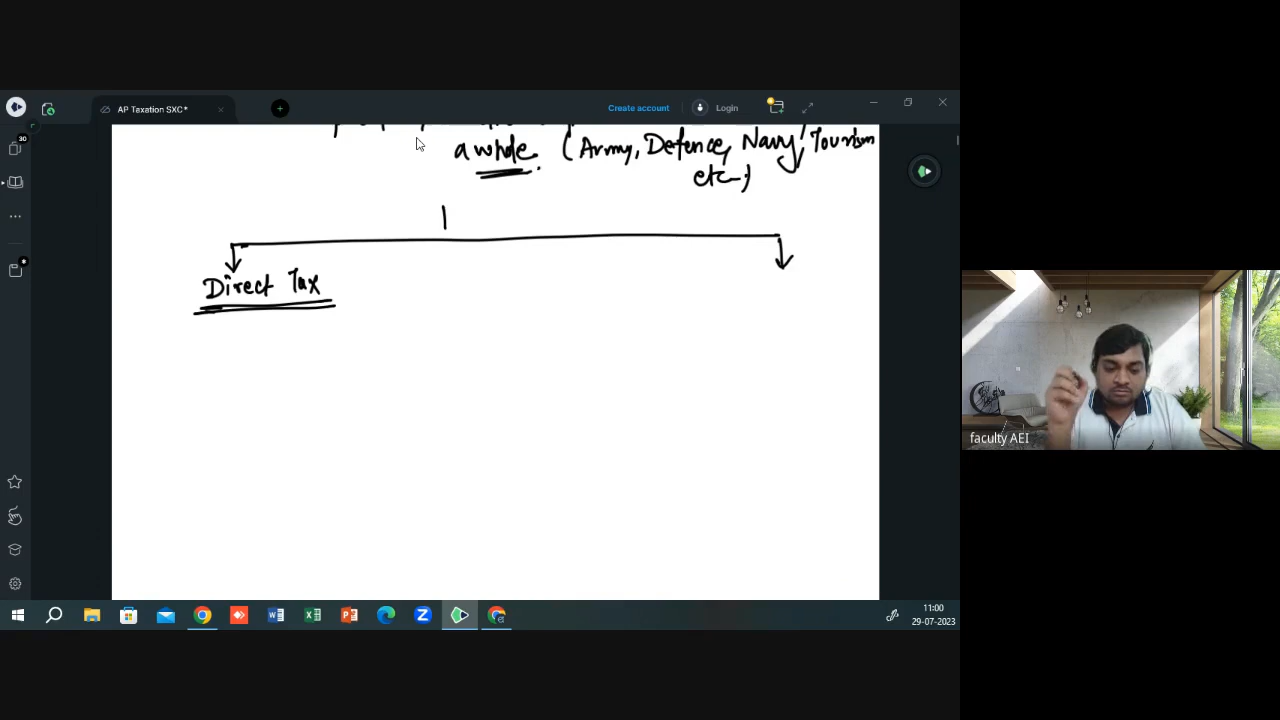 AP Taxation SXC*
Create account
Login
30
a whole. (Army, Defence, Navy, Tourism
etc.)
Direct Tax
faculty AEI
11:00
29-07-2023